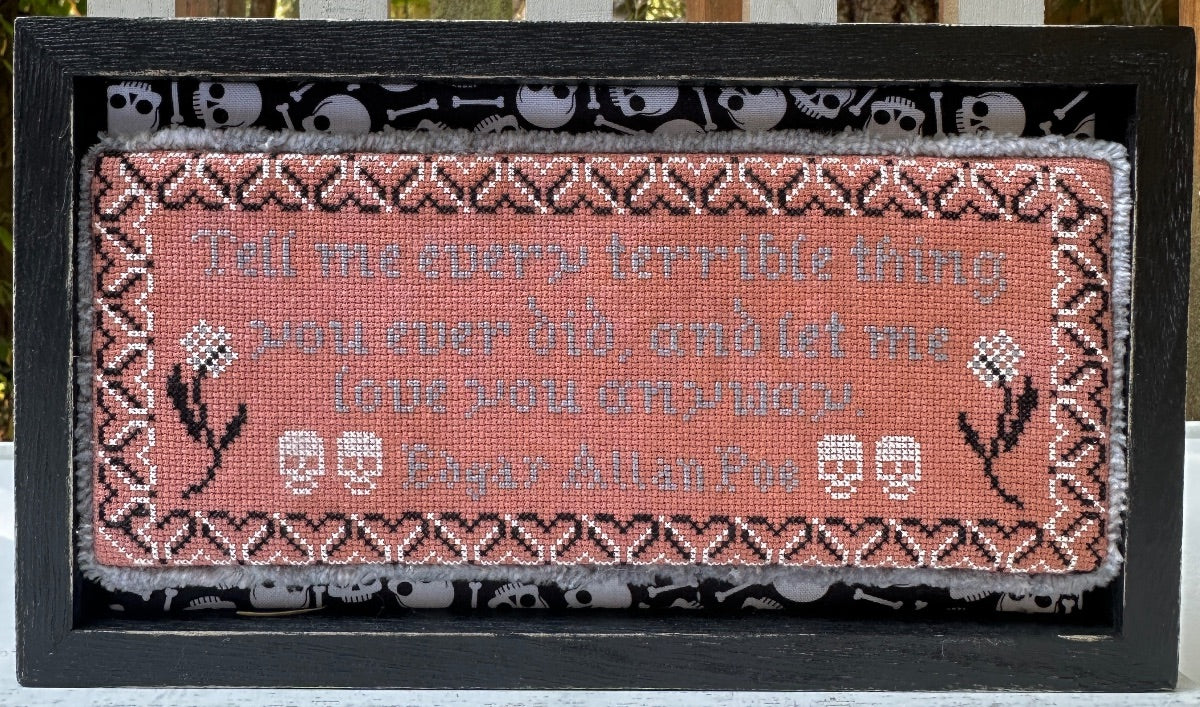 Tell me every terrible thing
you ever did, and let me
love you anyway.
Edgar Allan Poe